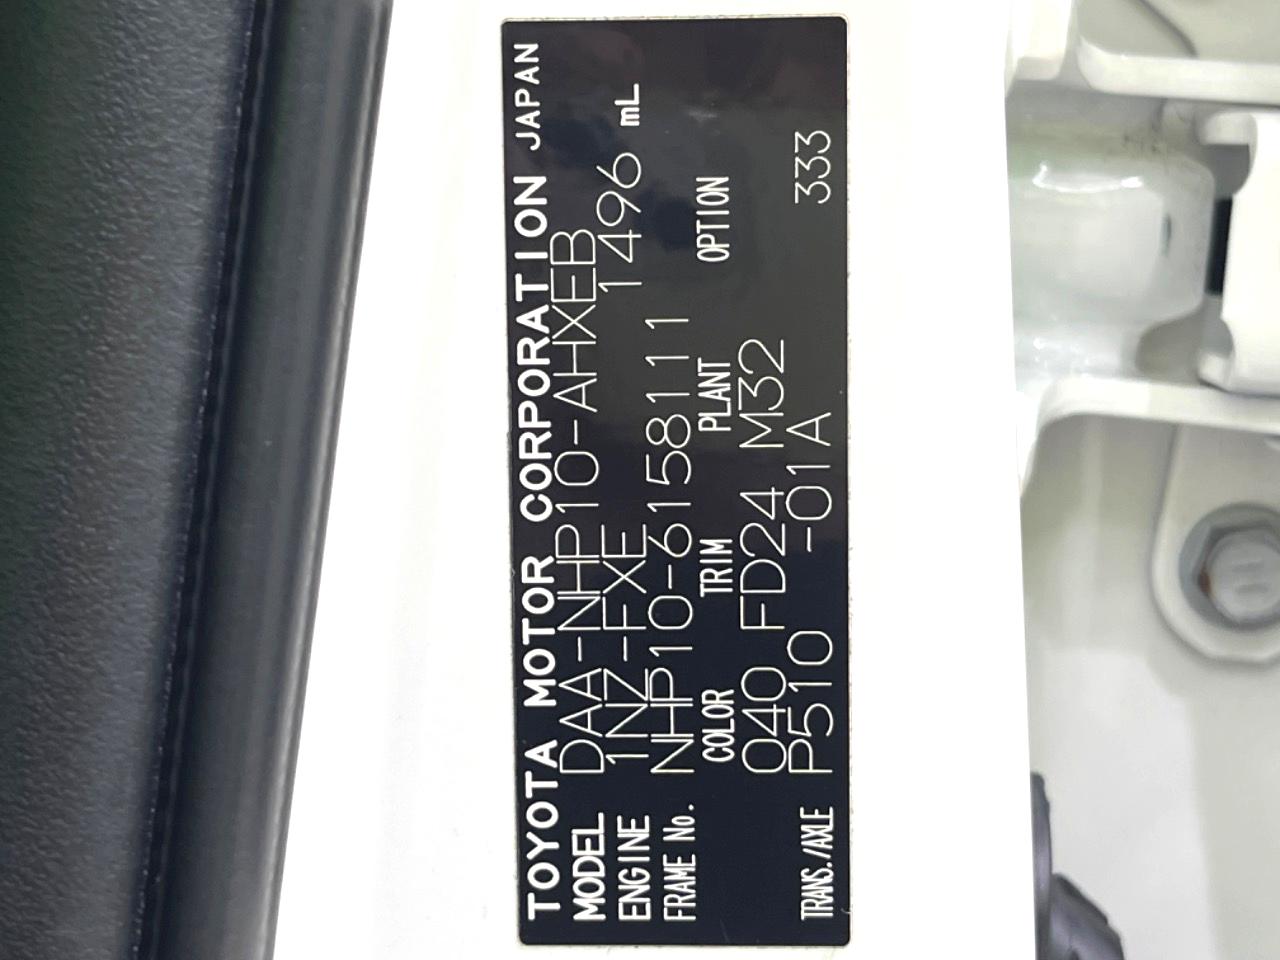 TOYOTA MOTOR CORPORATION JAPAN
MODEL DAA-NHP10-AHXEB
ENGINE 1NZ-FXE 1496 mL
FRAME No. NHP10-6158111
COLOR TRIM PLANT OPTION
040 FD24 M32
TRANS./AXLE P510 -01A 333